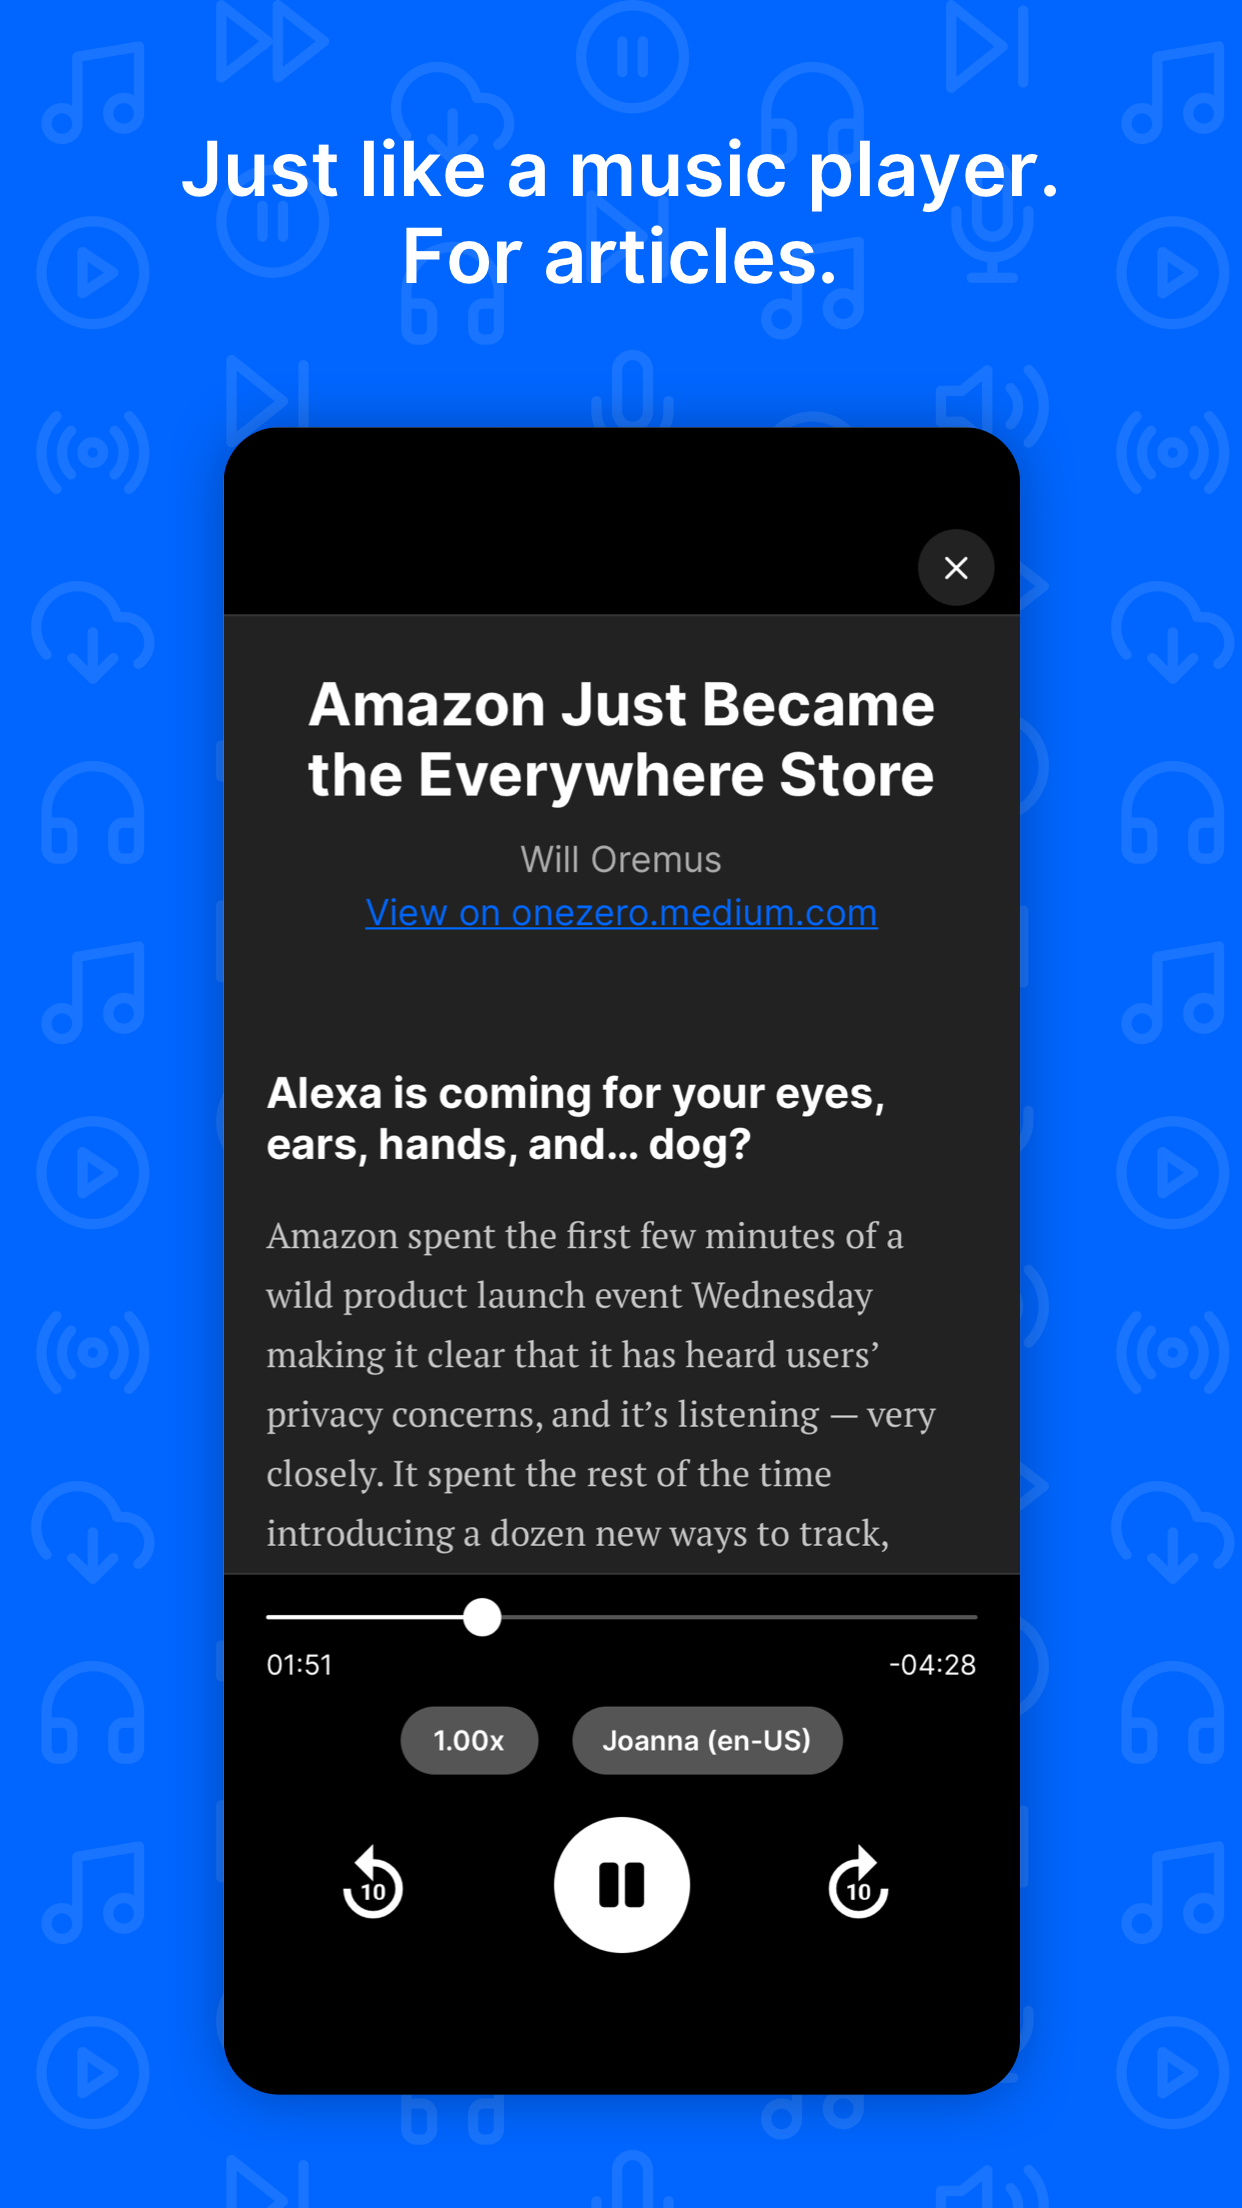 Just like a music player.
For articles.
Amazon Just Became
the Everywhere Store
Will Oremus
View on onezero.medium.com
Alexa is coming for your eyes,
ears, hands, and... dog?
Amazon spent the first few minutes of a
wild product launch event Wednesday
making it clear that it has heard users’
privacy concerns, and it’s listening — very
closely. It spent the rest of the time
introducing a dozen new ways to track,
01:51
-04:28
1.00x
Joanna (en-US)
10
10